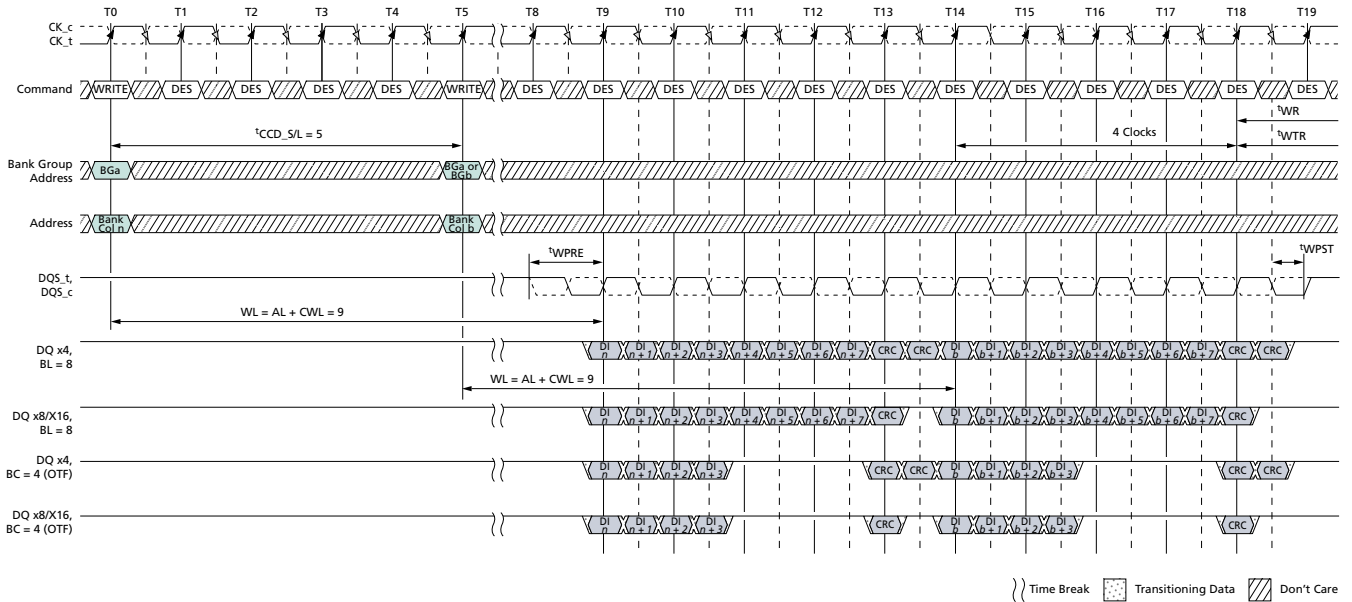 T0 T1 T2 T3 T4 T5 T8 T9 T10 T11 T12 T13 T14 T15 T16 T17 T18 T19
CK_c
CK_t
Command WRITE DES DES DES DES WRITE DES DES DES DES DES DES DES DES DES DES DES DES
tWR
tCCD_S/L = 5 4 Clocks tWTR
Bank Group
Address
BGa
BGa or
BGb
Address
Bank
Col n
Bank
Col b
tWPRE tWPST
DQS_t,
DQS_c
WL = AL + CWL = 9
DQ x4,
BL = 8
DI n DI n + 1 DI n + 2 DI n + 3 DI n + 4 DI n + 5 DI n + 6 DI n + 7 CRC CRC DI b DI b + 1 DI b + 2 DI b + 3 DI b + 4 DI b + 5 DI b + 6 DI b + 7 CRC CRC
WL = AL + CWL = 9
DQ x8/X16,
BL = 8
DI n DI n + 1 DI n + 2 DI n + 3 DI n + 4 DI n + 5 DI n + 6 DI n + 7 CRC DI b DI b + 1 DI b + 2 DI b + 3 DI b + 4 DI b + 5 DI b + 6 DI b + 7 CRC
DQ x4,
BC = 4 (OTF)
DI n DI n + 1 DI n + 2 DI n + 3 CRC CRC DI b DI b + 1 DI b + 2 DI b + 3 CRC CRC
DQ x8/X16,
BC = 4 (OTF)
DI n DI n + 1 DI n + 2 DI n + 3 CRC DI b DI b + 1 DI b + 2 DI b + 3 CRC
Time Break Transitioning Data Don't Care